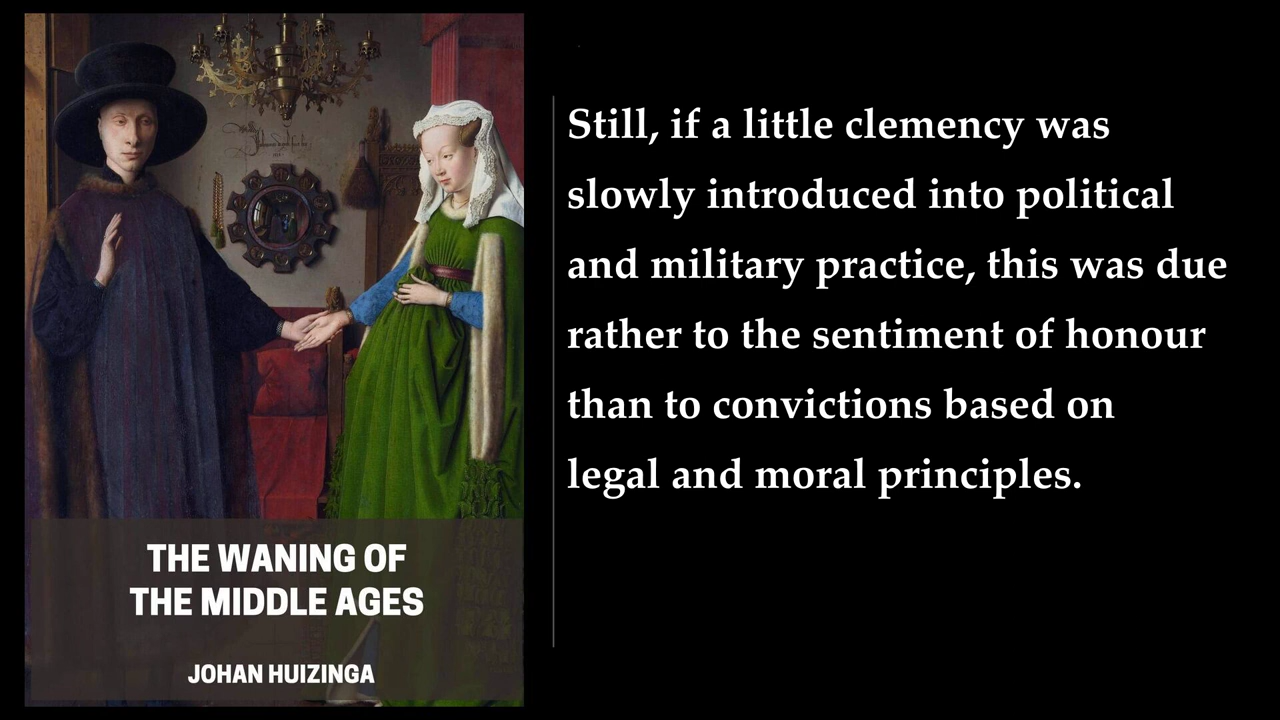 THE WANING OF
THE MIDDLE AGES
JOHAN HUIZINGA
Still, if a little clemency was
slowly introduced into political
and military practice, this was due
rather to the sentiment of honour
than to convictions based on
legal and moral principles.